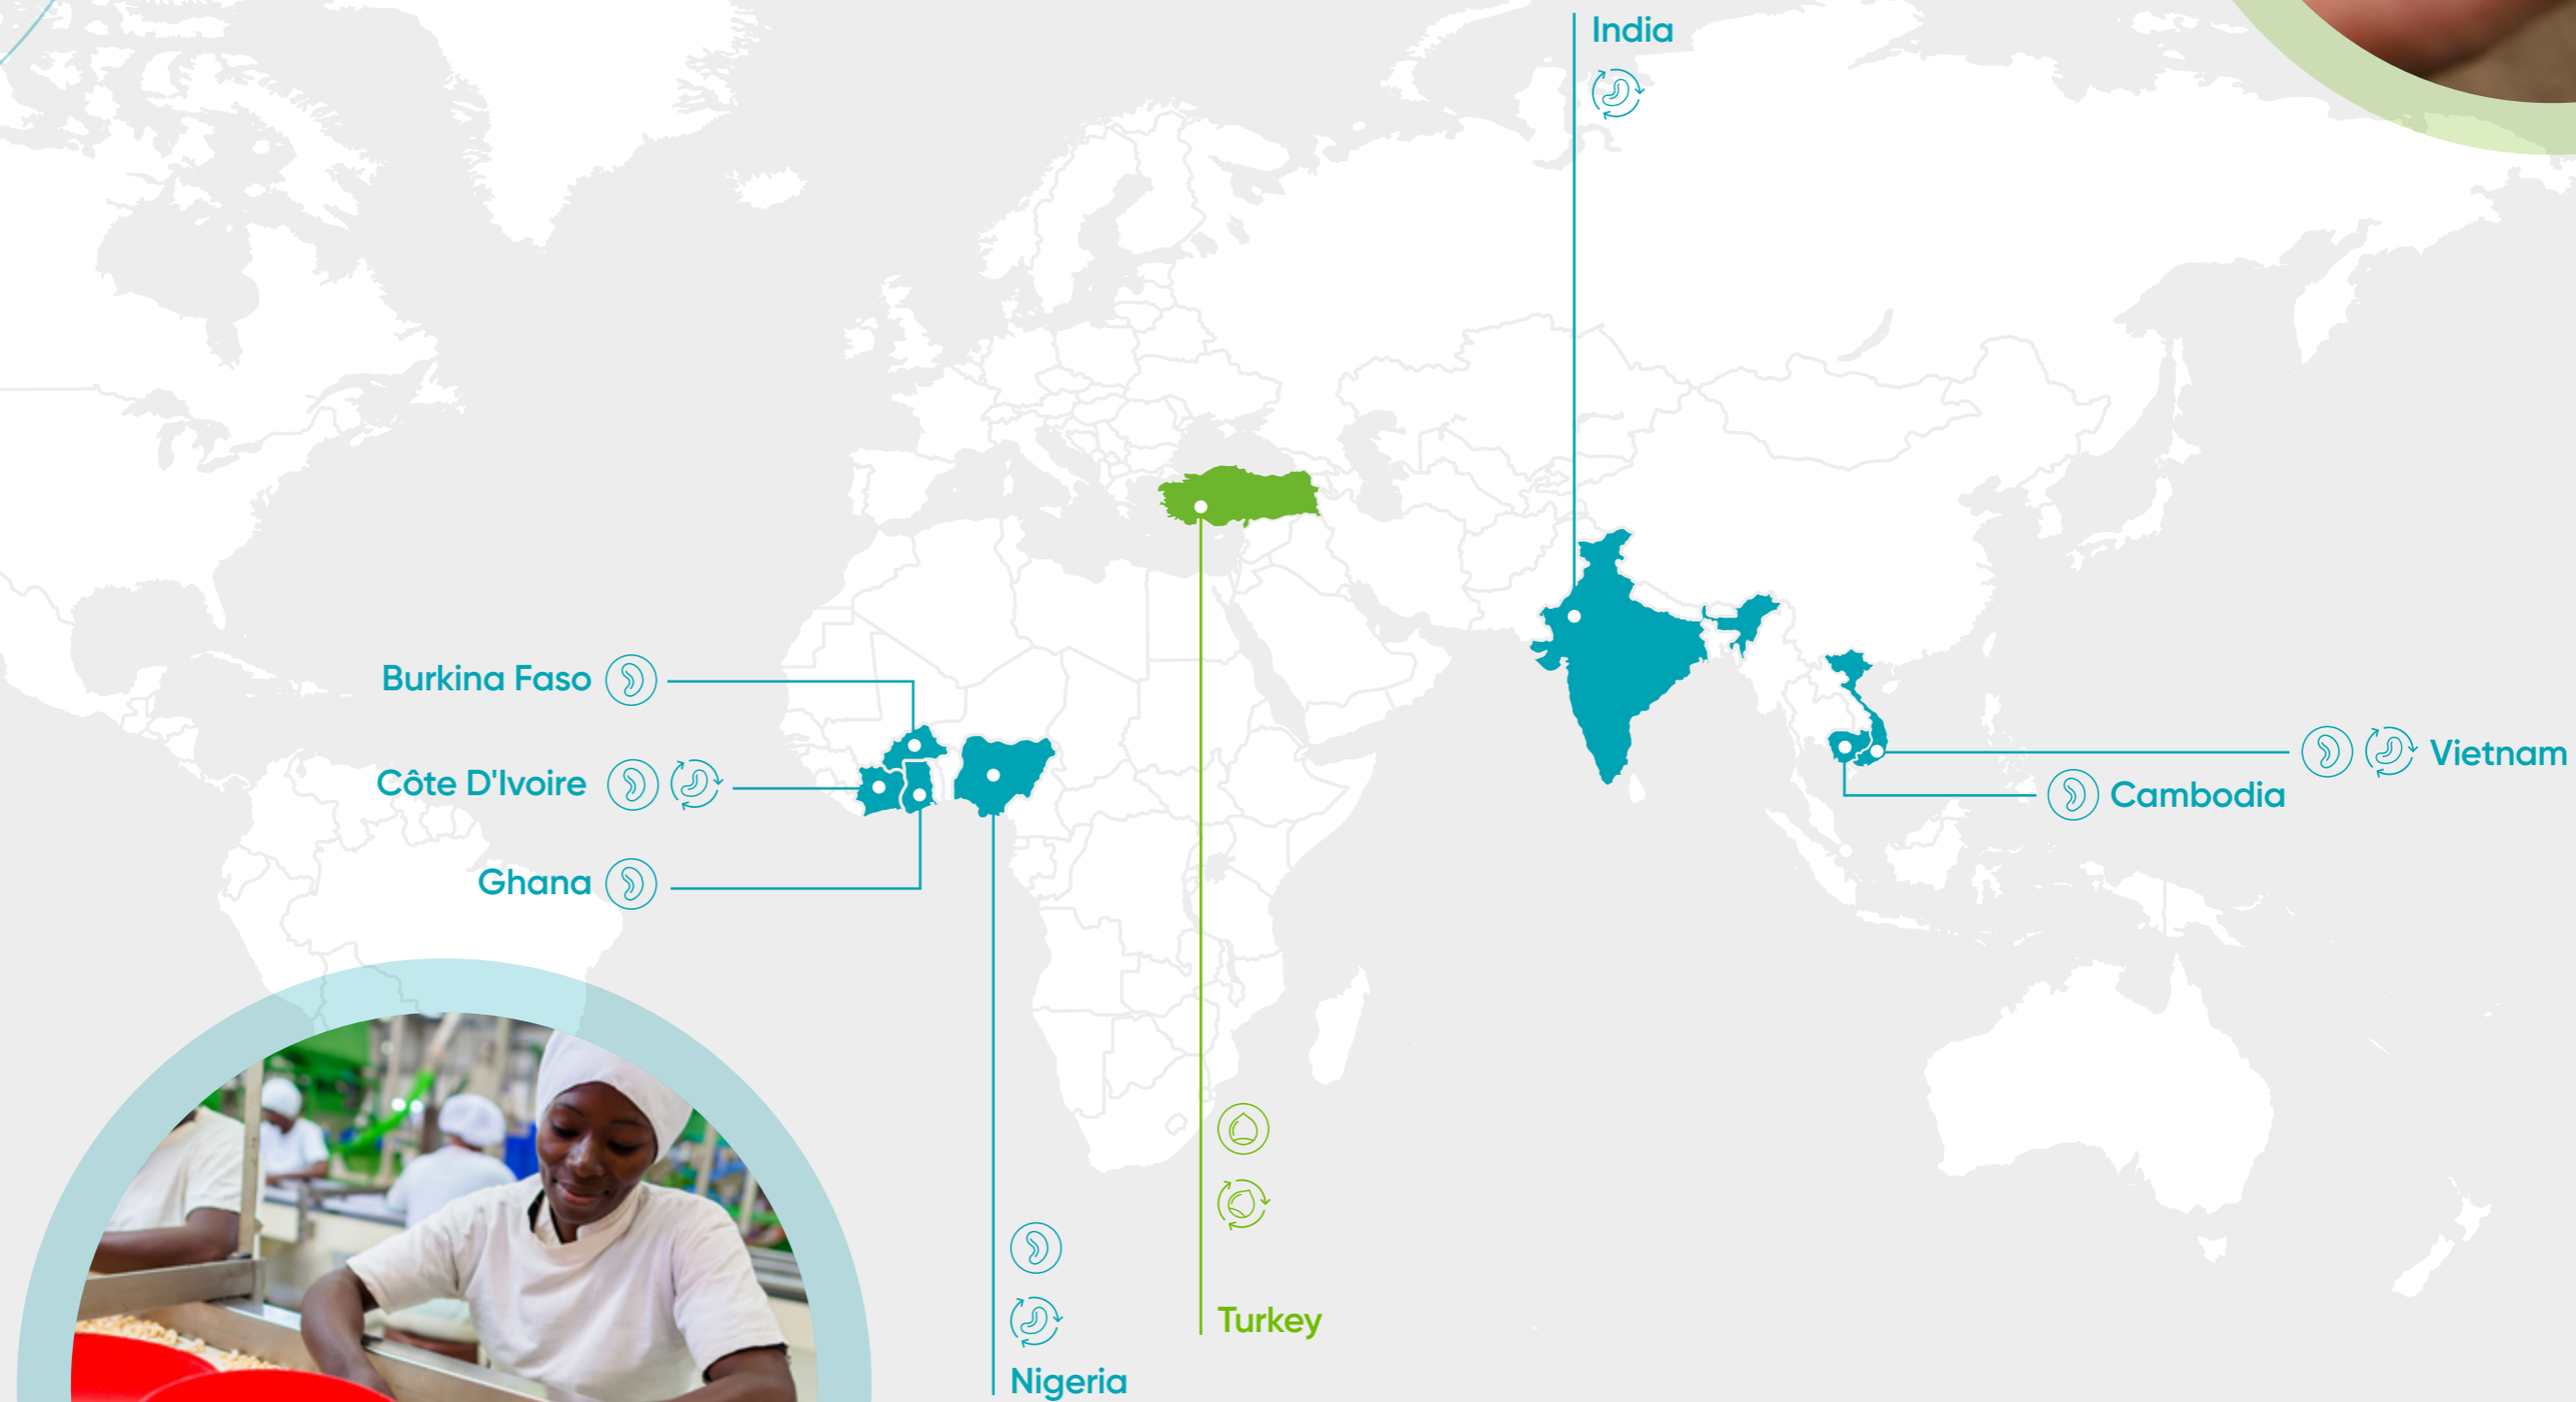 India
Burkina Faso
Côte D'Ivoire
Ghana
Vietnam
Cambodia
Turkey
Nigeria